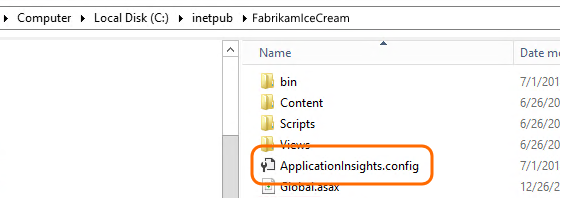 Computer ▸ Local Disk (C:) ▸ inetpub ▸ FabrikamIceCream
Name Date mo
bin 7/1/201
Content 6/26/20
Scripts 6/26/20
Views 6/26/20
ApplicationInsights.config 7/1/201
Global.asax 12/26/2